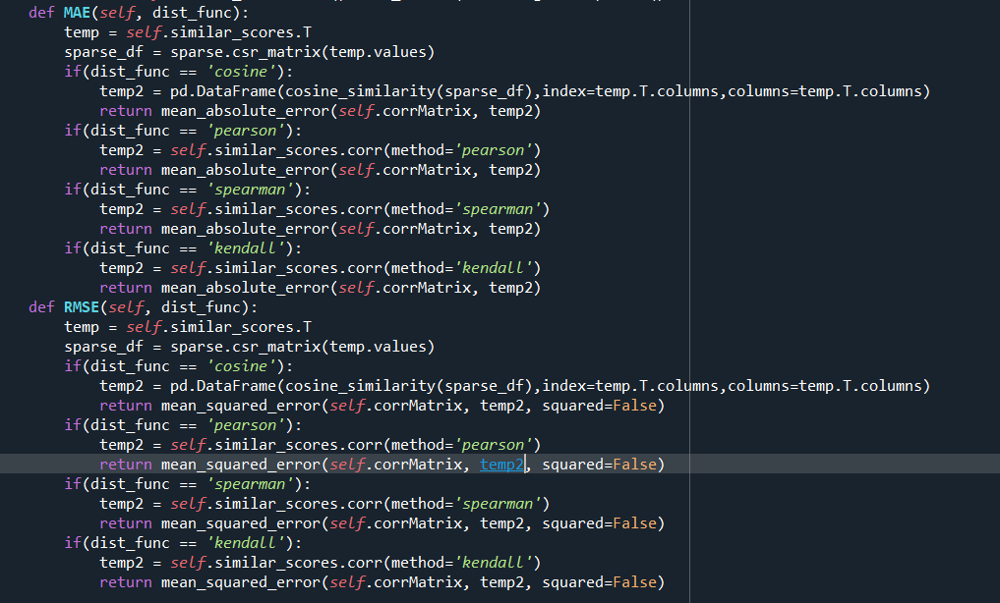 def MAE(self, dist_func):
        temp = self.similar_scores.T
        sparse_df = sparse.csr_matrix(temp.values)
        if(dist_func == 'cosine'):
            temp2 = pd.DataFrame(cosine_similarity(sparse_df),index=temp.T.columns,columns=temp.T.columns)
            return mean_absolute_error(self.corrMatrix, temp2)
        if(dist_func == 'pearson'):
            temp2 = self.similar_scores.corr(method='pearson')
            return mean_absolute_error(self.corrMatrix, temp2)
        if(dist_func == 'spearman'):
            temp2 = self.similar_scores.corr(method='spearman')
            return mean_absolute_error(self.corrMatrix, temp2)
        if(dist_func == 'kendall'):
            temp2 = self.similar_scores.corr(method='kendall')
            return mean_absolute_error(self.corrMatrix, temp2)
    def RMSE(self, dist_func):
        temp = self.similar_scores.T
        sparse_df = sparse.csr_matrix(temp.values)
        if(dist_func == 'cosine'):
            temp2 = pd.DataFrame(cosine_similarity(sparse_df),index=temp.T.columns,columns=temp.T.columns)
            return mean_squared_error(self.corrMatrix, temp2, squared=False)
        if(dist_func == 'pearson'):
            temp2 = self.similar_scores.corr(method='pearson')
            return mean_squared_error(self.corrMatrix, temp2, squared=False)
        if(dist_func == 'spearman'):
            temp2 = self.similar_scores.corr(method='spearman')
            return mean_squared_error(self.corrMatrix, temp2, squared=False)
        if(dist_func == 'kendall'):
            temp2 = self.similar_scores.corr(method='kendall')
            return mean_squared_error(self.corrMatrix, temp2, squared=False)